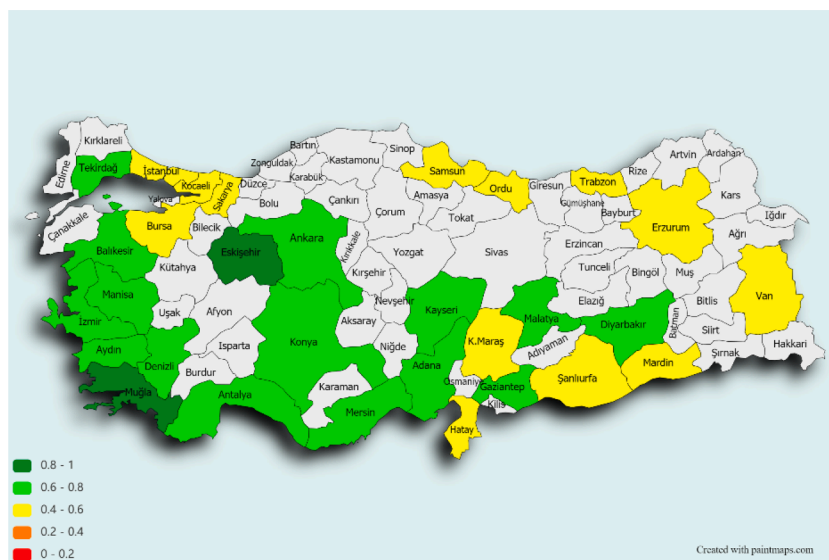 Kırklareli
Edirne
Tekirdağ
İstanbul
Kocaeli
Yalova
Sakarya
Düzce
Zonguldak
Bartın
Karabük
Kastamonu
Sinop
Samsun
Ordu
Giresun
Trabzon
Rize
Artvin
Ardahan
Kars
Iğdır
Ağrı
Erzurum
Bayburt
Gümüşhane
Bolu
Çankırı
Çorum
Amasya
Tokat
Çanakkale
Balıkesir
Bursa
Bilecik
Eskişehir
Ankara
Kırıkkale
Yozgat
Sivas
Erzincan
Tunceli
Bingöl
Muş
Bitlis
Van
Kütahya
Manisa
Uşak
Afyon
Kırşehir
Nevşehir
Kayseri
Malatya
Elazığ
Diyarbakır
Batman
Siirt
Hakkari
Şırnak
İzmir
Aydın
Denizli
Isparta
Burdur
Konya
Aksaray
Niğde
K.Maraş
Adıyaman
Şanlıurfa
Mardin
Muğla
Antalya
Karaman
Mersin
Adana
Osmaniye
Gaziantep
Kilis
Hatay
0.8 - 1
0.6 - 0.8
0.4 - 0.6
0.2 - 0.4
0 - 0.2
Created with paintmaps.com